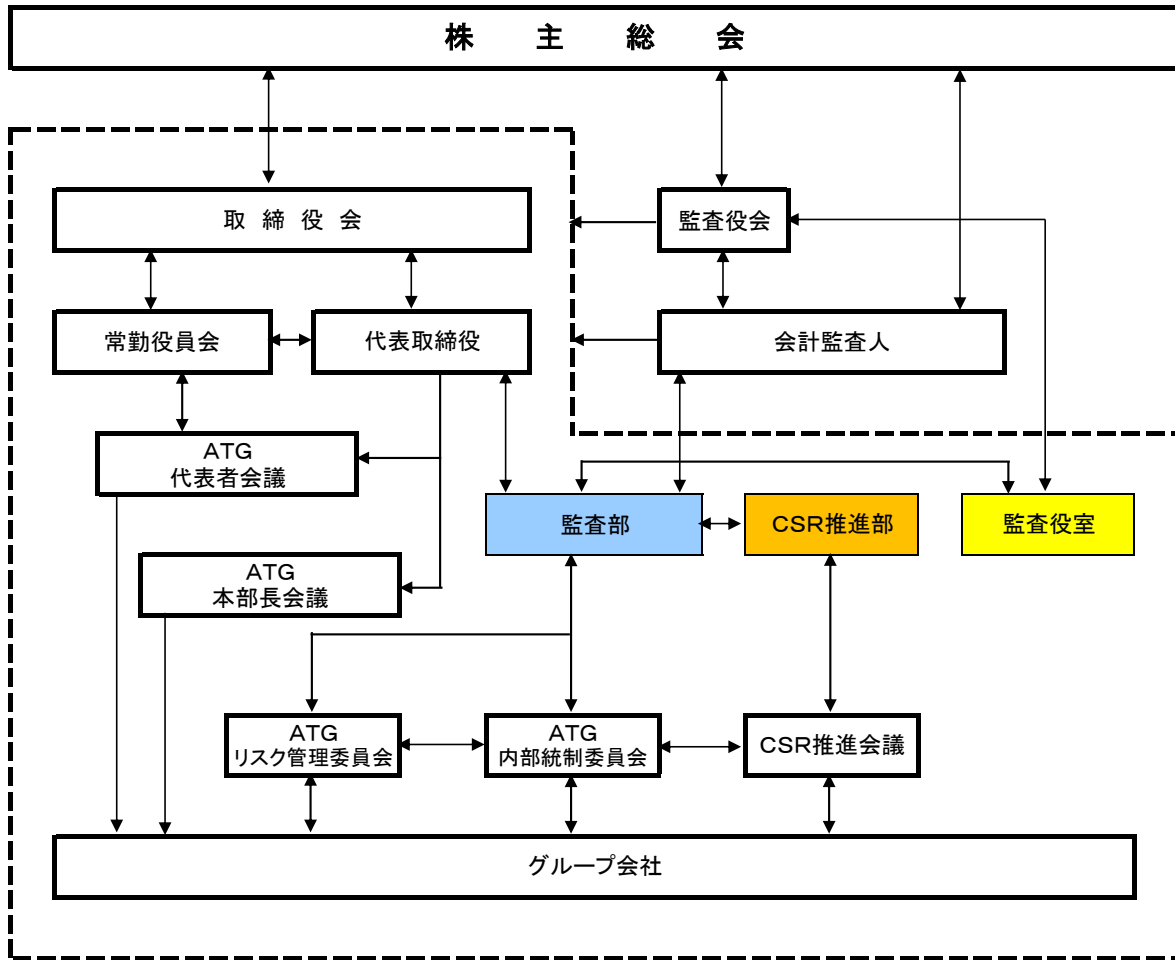 株 主 総 会
取 締 役 会
監査役会
常勤役員会
代表取締役
会計監査人
ATG
代表者会議
監査部
CSR推進部
監査役室
ATG
本部長会議
ATG
リスク管理委員会
ATG
内部統制委員会
CSR推進会議
グループ会社